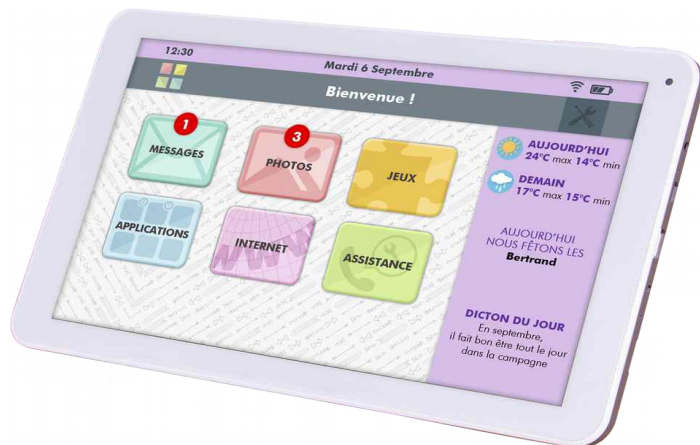 12:30
Mardi 6 Septembre
Bienvenue !
1
MESSAGES
3
PHOTOS
JEUX
APPLICATIONS
WWW
INTERNET
ASSISTANCE
AUJOURD'HUI
24°C max 14°C min
DEMAIN
17°C max 15°C min
AUJOURD'HUI
NOUS FÊTONS LES
Bertrand
DICTON DU JOUR
En septembre,
il fait bon être tout le jour
dans la campagne